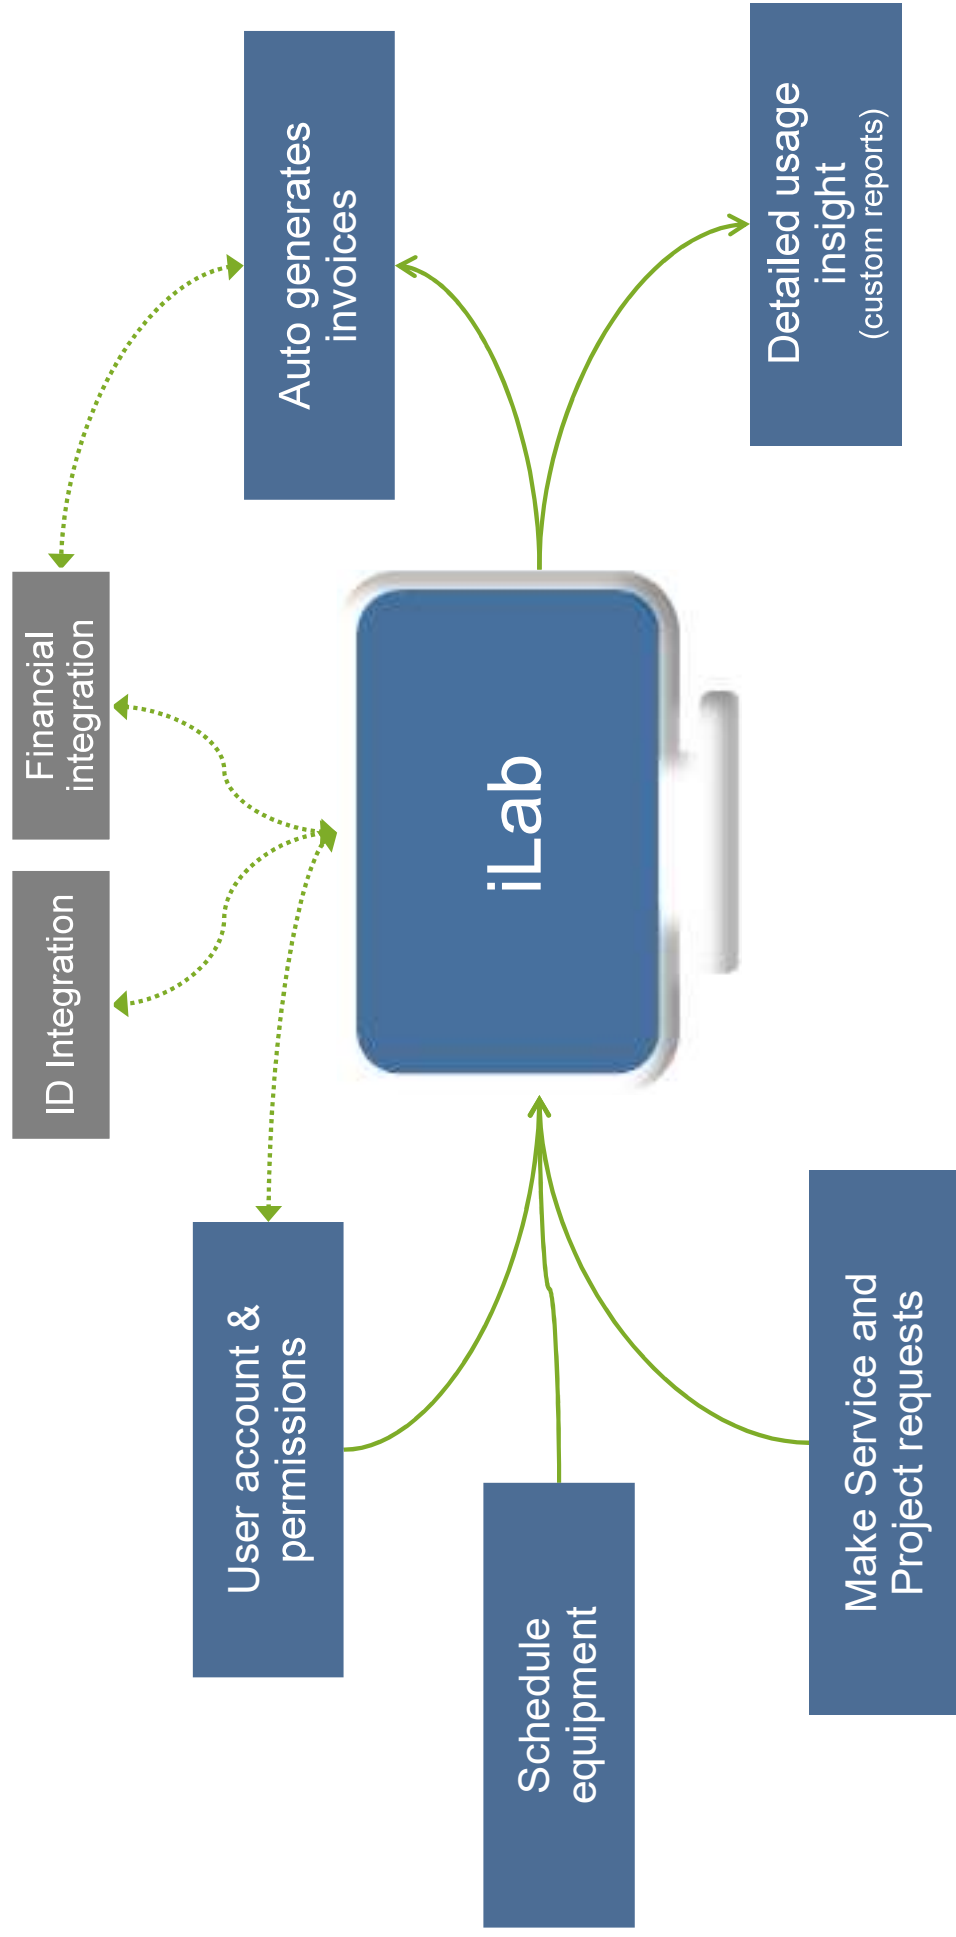 ID Integration
Financial
integration
User account &
permissions
Auto generates
invoices
Schedule
equipment
iLab
Make Service and
Project requests
Detailed usage
insight
(custom reports)